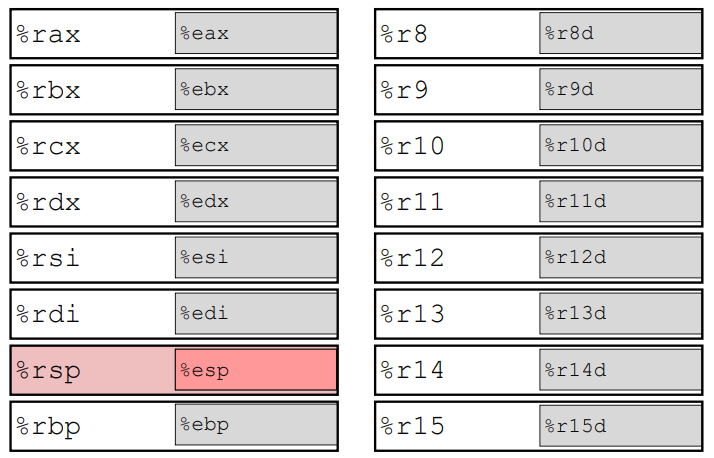 %rax %eax %r8 %r8d
%rbx %ebx %r9 %r9d
%rcx %ecx %r10 %r10d
%rdx %edx %r11 %r11d
%rsi %esi %r12 %r12d
%rdi %edi %r13 %r13d
%rsp %esp %r14 %r14d
%rbp %ebp %r15 %r15d